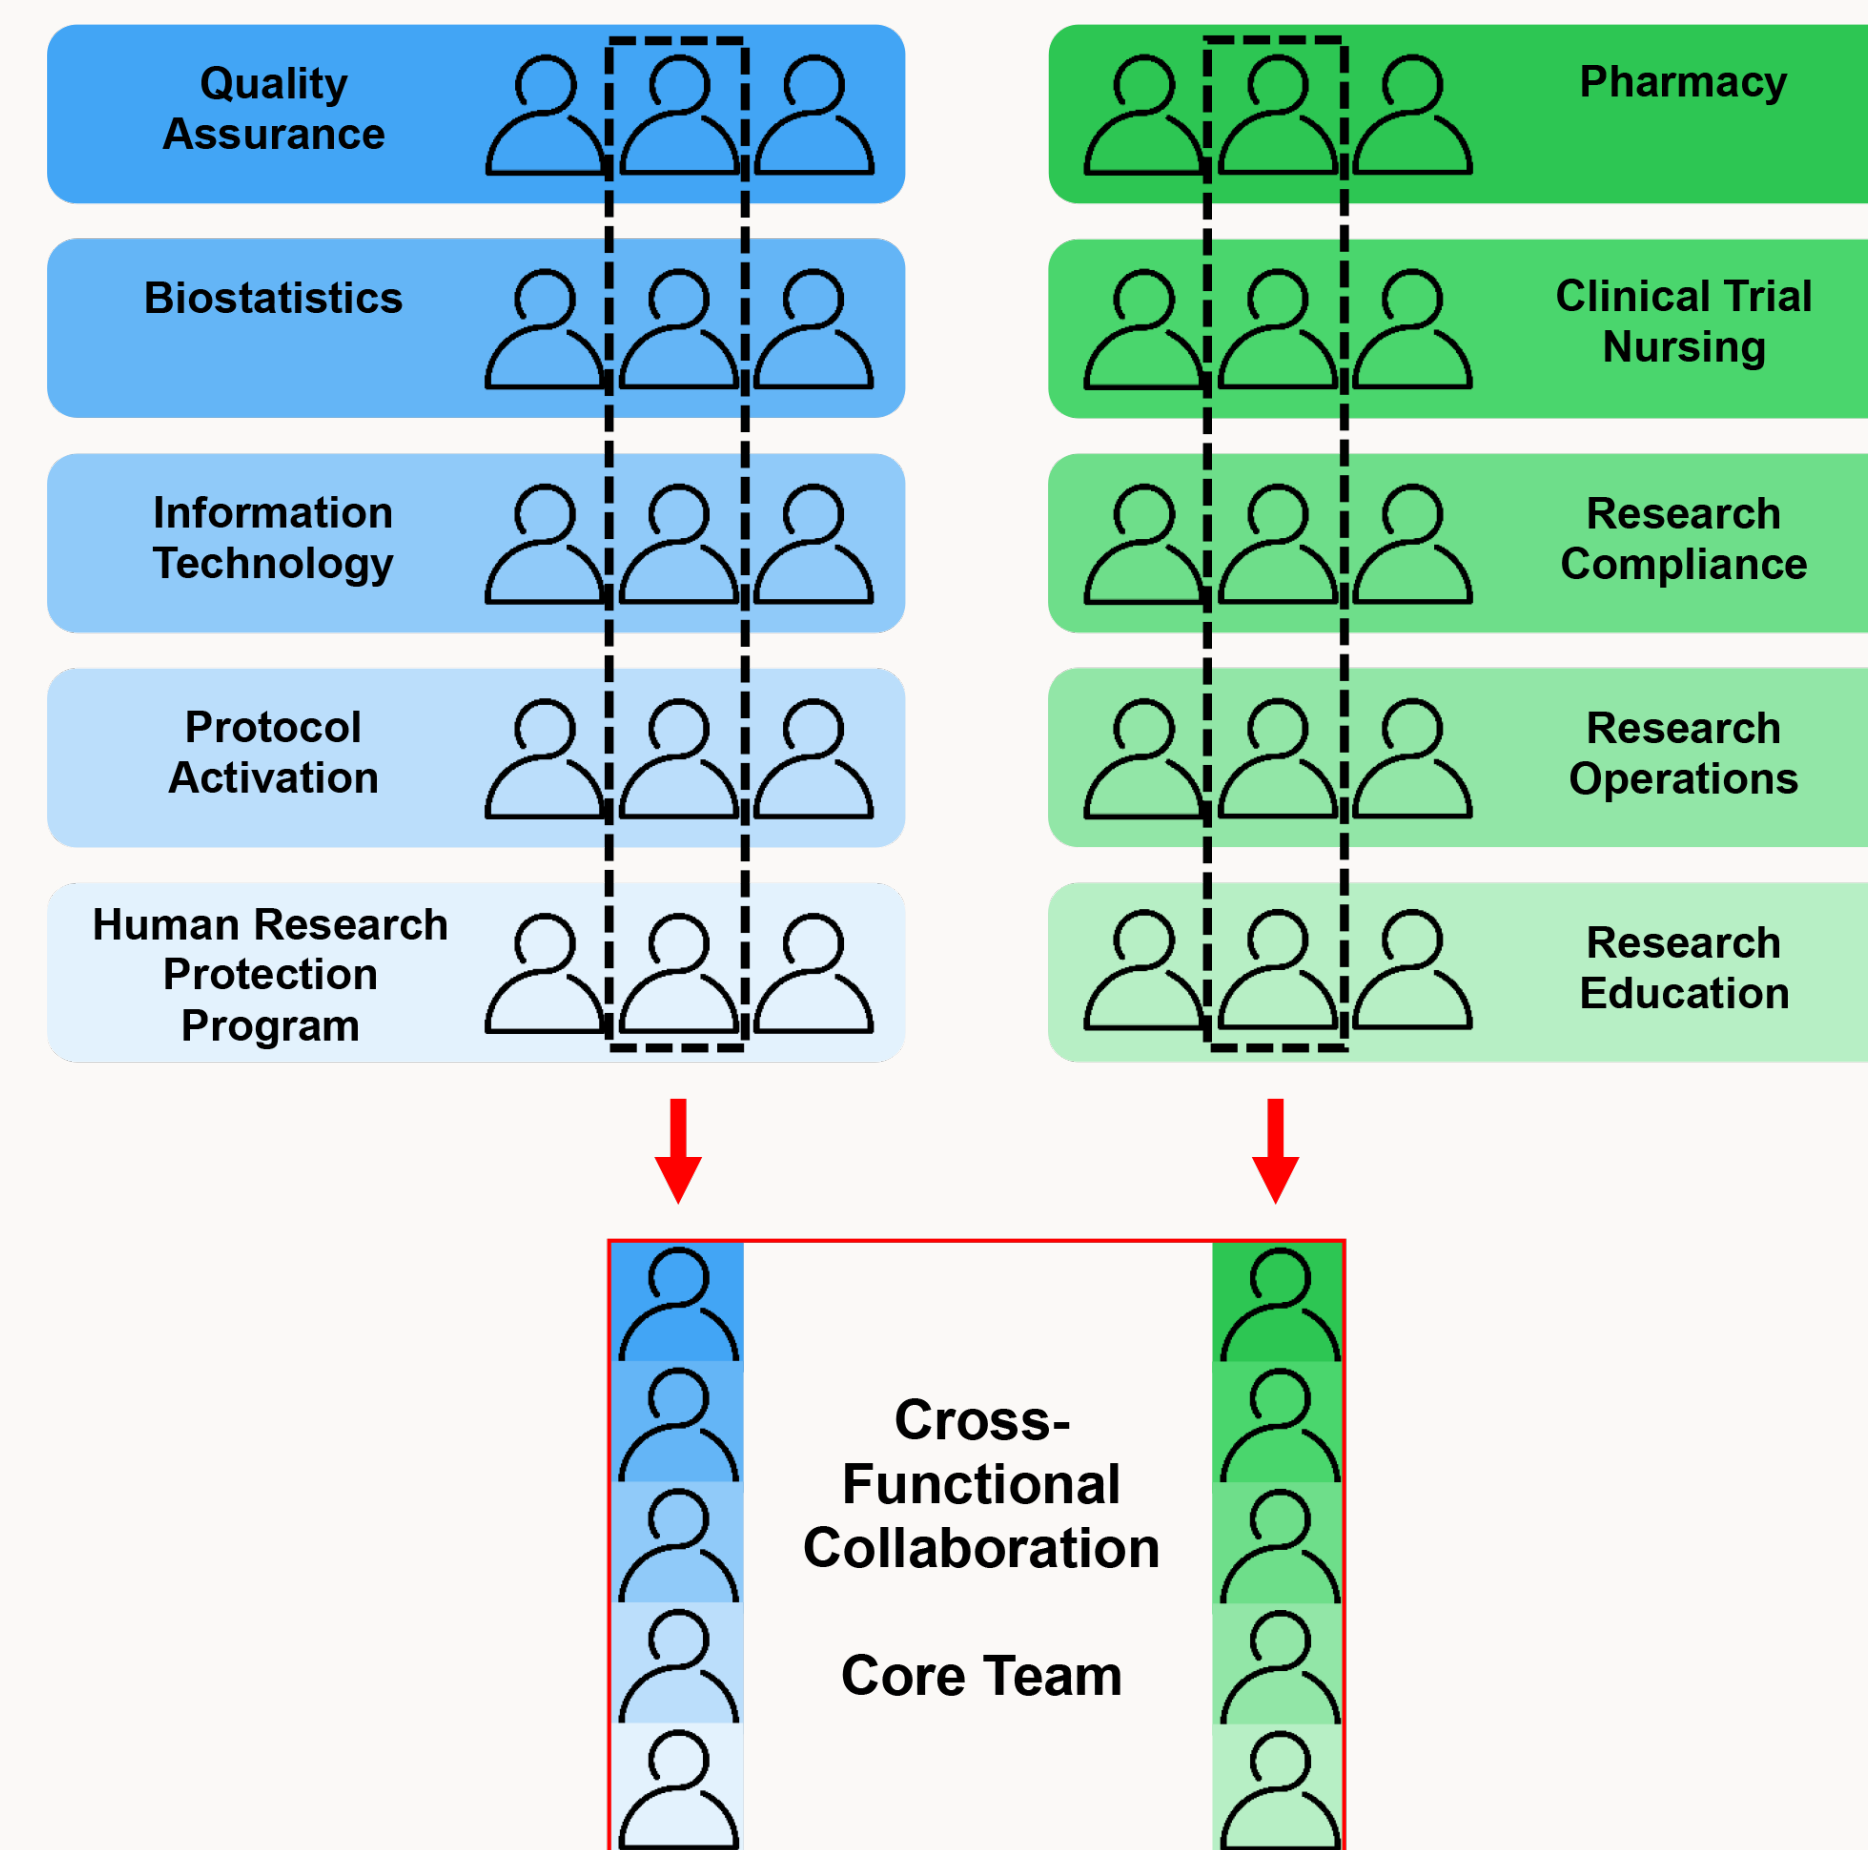 Quality
Assurance
Biostatistics
Information
Technology
Protocol
Activation
Human Research
Protection
Program
Pharmacy
Clinical Trial
Nursing
Research
Compliance
Research
Operations
Research
Education
Cross-
Functional
Collaboration
Core Team